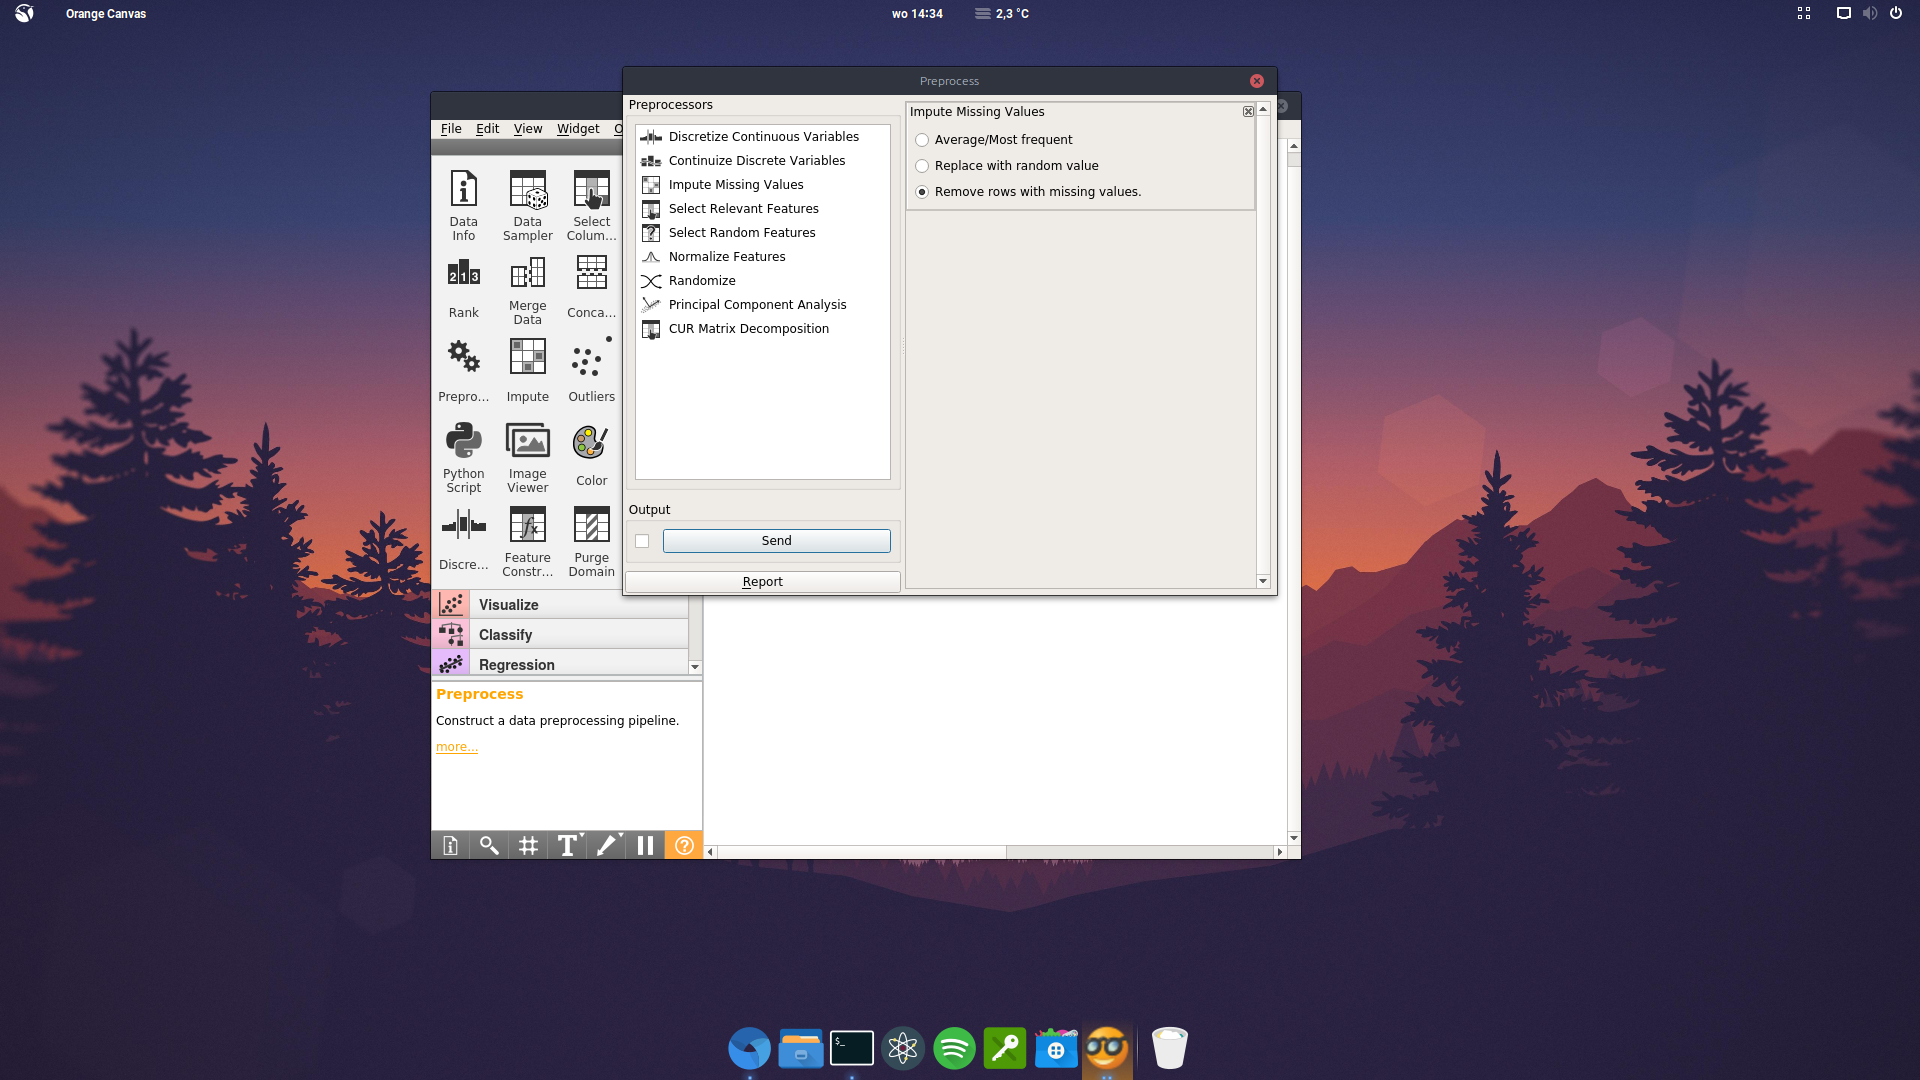 Orange Canvas
wo 14:34
2,3 °C
Preprocess
File Edit View Widget O
Data
Info
Data
Sampler
Select
Colum...
Rank
Merge
Data
Conca...
Prepro...
Impute
Outliers
Python
Script
Image
Viewer
Color
Discre...
Feature
Constr...
Purge
Domain
Visualize
Classify
Regression
Preprocess
Construct a data preprocessing pipeline.
more...
Preprocessors
Discretize Continuous Variables
Continuize Discrete Variables
Impute Missing Values
Select Relevant Features
Select Random Features
Normalize Features
Randomize
Principal Component Analysis
CUR Matrix Decomposition
Output
Send
Report
Impute Missing Values
Average/Most frequent
Replace with random value
Remove rows with missing values.